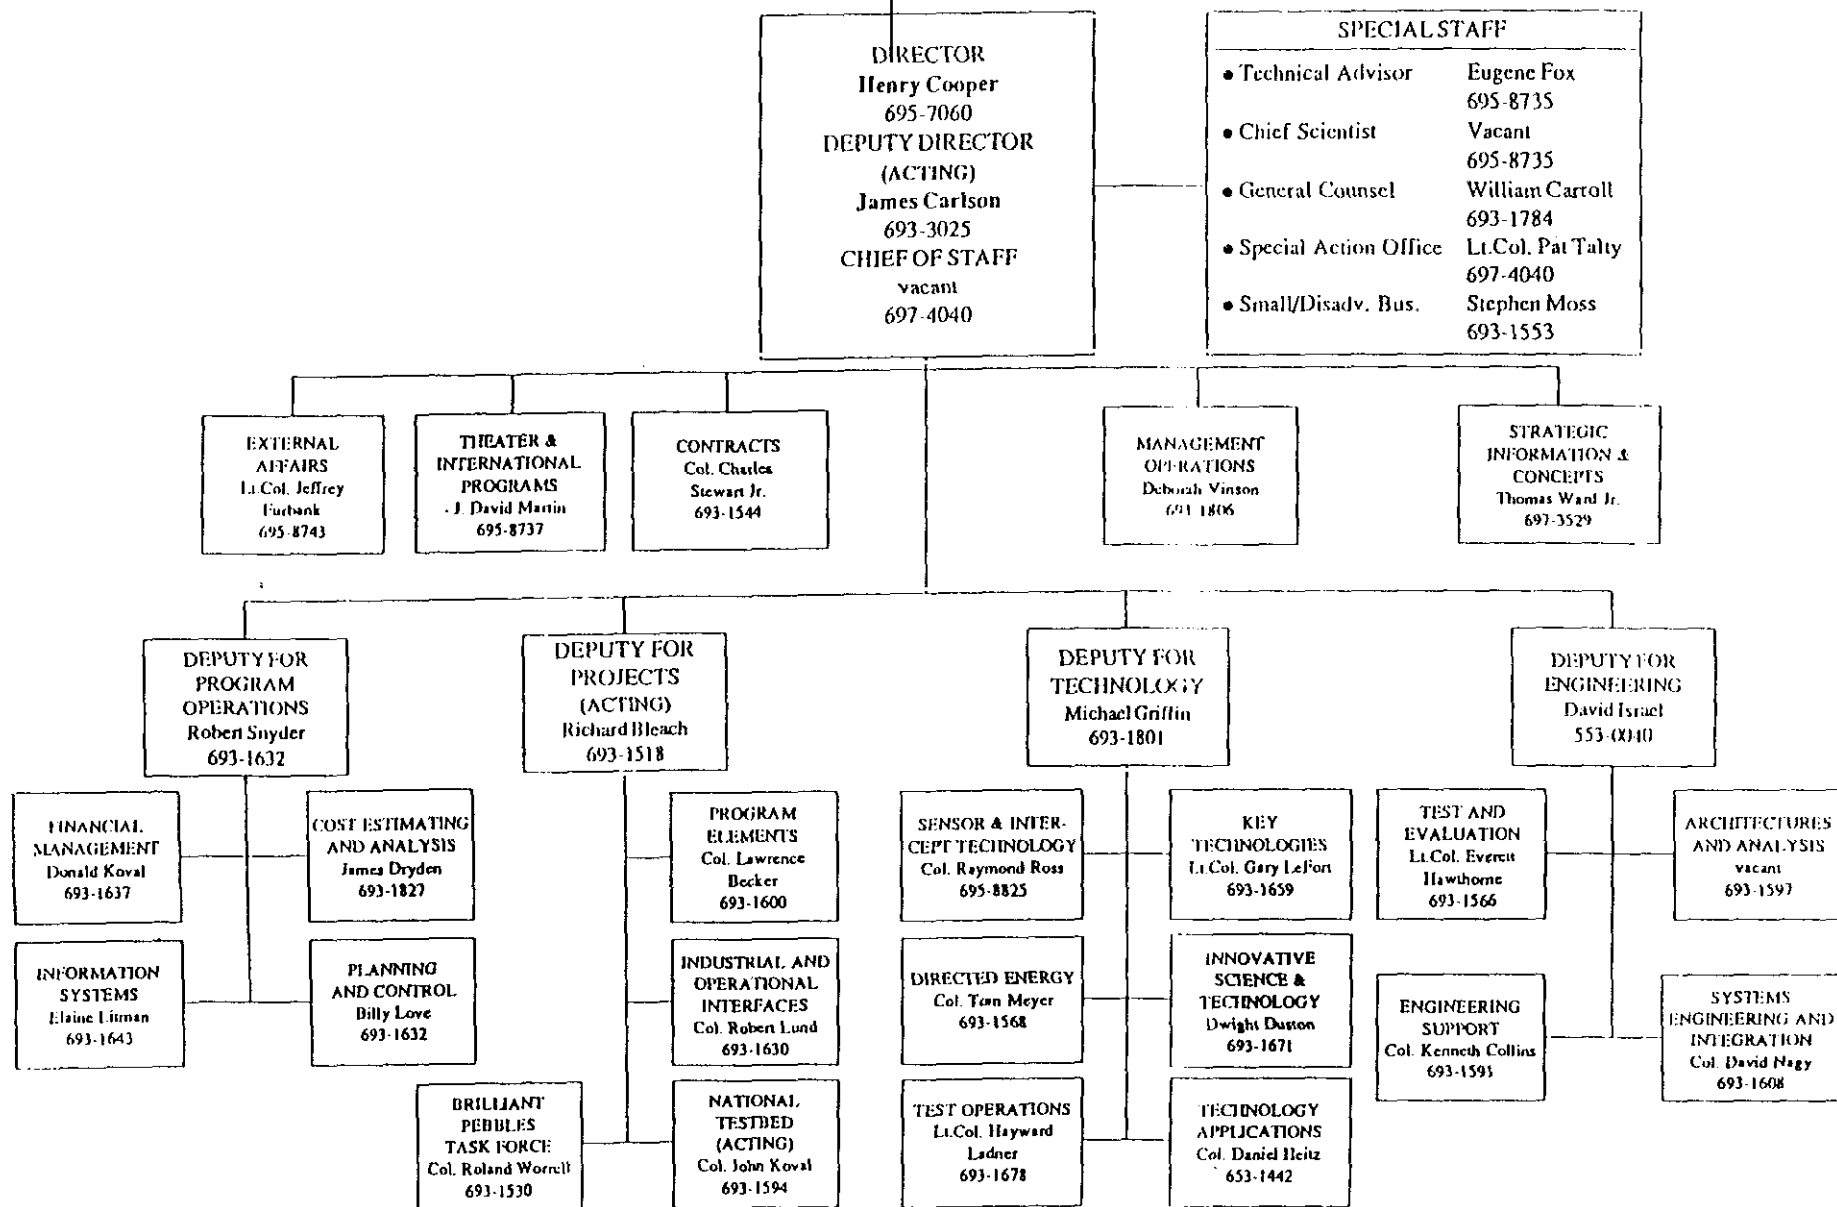 DIRECTOR
Henry Cooper
695-7060
DEPUTY DIRECTOR
(ACTING)
James Carlson
693-3025
CHIEF OF STAFF
vacant
697-4040
SPECIAL STAFF
• Technical Advisor Eugene Fox
695-8735
• Chief Scientist Vacant
695-8735
• General Counsel William Carroll
693-1784
• Special Action Office Lt.Col. Pat Talty
697-4040
• Small/Disadv. Bus. Stephen Moss
693-1553
EXTERNAL
AFFAIRS
Lt.Col. Jeffrey
695-8743
THEATER &
INTERNATIONAL
PROGRAMS
J. David Martin
695-8737
CONTRACTS
Col. Charles
Stewart Jr.
693-1544
MANAGEMENT
OPERATIONS
Deborah Vinson
STRATEGIC
INFORMATION &
CONCEPTS
Thomas Ward Jr.
697-3529
DEPUTY FOR
PROGRAM
OPERATIONS
Robert Snyder
693-1632
DEPUTY FOR
PROJECTS
(ACTING)
Richard Bleach
693-1518
DEPUTY FOR
TECHNOLOGY
Michael Griffin
693-1801
DEPUTY FOR
ENGINEERING
David Israel
553-0040
FINANCIAL
MANAGEMENT
Donald Koval
693-1637
COST ESTIMATING
AND ANALYSIS
James Dryden
693-1827
INFORMATION
SYSTEMS
Elaine Litman
693-1643
PLANNING
AND CONTROL
Billy Love
693-1632
PROGRAM
ELEMENTS
Col. Lawrence
Becker
693-1600
INDUSTRIAL AND
OPERATIONAL
INTERFACES
Col. Robert Lund
693-1630
BRILLIANT
PEBBLES
TASK FORCE
Col. Roland Worrell
693-1530
NATIONAL
TESTBED
(ACTING)
Col. John Koval
693-1594
SENSOR & INTER-
CEPT TECHNOLOGY
Col. Raymond Ross
695-8825
KEY
TECHNOLOGIES
Lt.Col. Gary LeFort
693-1659
DIRECTED ENERGY
Col. Tom Meyer
693-1568
INNOVATIVE
SCIENCE &
TECHNOLOGY
Dwight Duston
693-1671
TEST OPERATIONS
Lt.Col. Hayward
Ladner
693-1678
TECHNOLOGY
APPLICATIONS
Col. Daniel Heitz
653-1442
TEST AND
EVALUATION
Lt.Col. Everett
Hawthorne
693-1566
ARCHITECTURES
AND ANALYSIS
vacant
693-1597
ENGINEERING
SUPPORT
Col. Kenneth Collins
693-1591
SYSTEMS
ENGINEERING AND
INTEGRATION
Col. David Nagy
693-1608